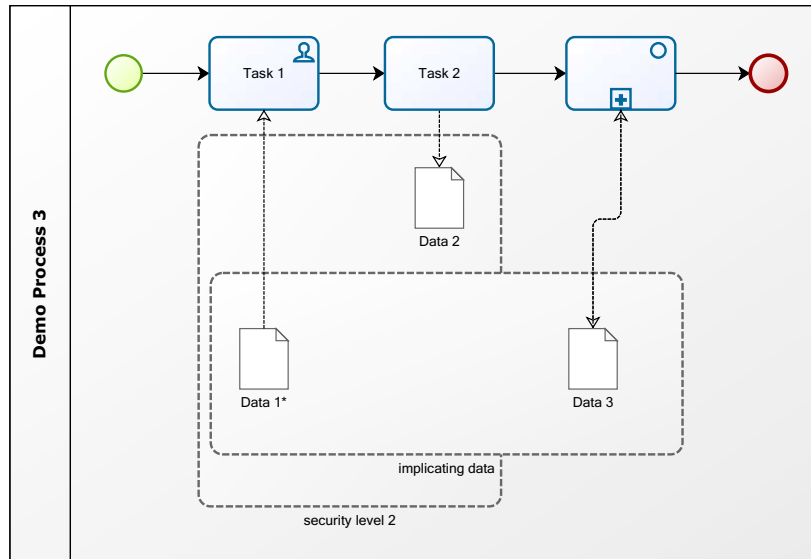 Demo Process 3
Task 1
Task 2
Data 2
Data 1*
Data 3
implicating data
security level 2